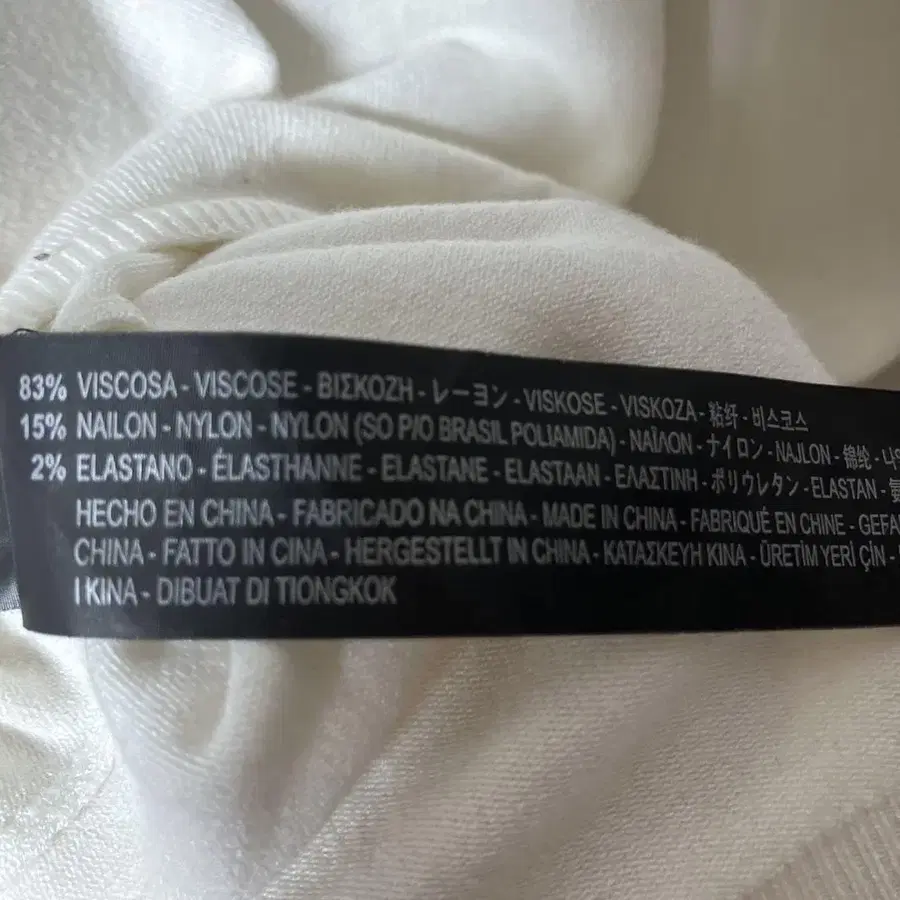 83% VISCOSA - VISCOSE - ΒΙΣΚΟΖΗ - レーヨン - VISKOSE - VISKOZA - 粘纤 - 비스코스
15% NAILON - NYLON - NYLON (SO P/O BRASIL POLIAMIDA) - ΝΑΪΛΟΝ - ナイロン - NAJLON - 锦纶 -
2% ELASTANO - ÉLASTHANNE - ELASTANE - ELASTAAN - ΕΛΑΣΤΙΝΗ - ポリウレタン - ELASTAN -
HECHO EN CHINA - FABRICADO NA CHINA - MADE IN CHINA - FABRIQUÉ EN CHINE -
CHINA - FATTO IN CINA - HERGESTELLT IN CHINA - ΚΑΤΑΣΚΕΥΗ ΚΙΝΑ - ÜRETİM YERİ ÇİN -
I KINA - DIBUAT DI TIONGKOK